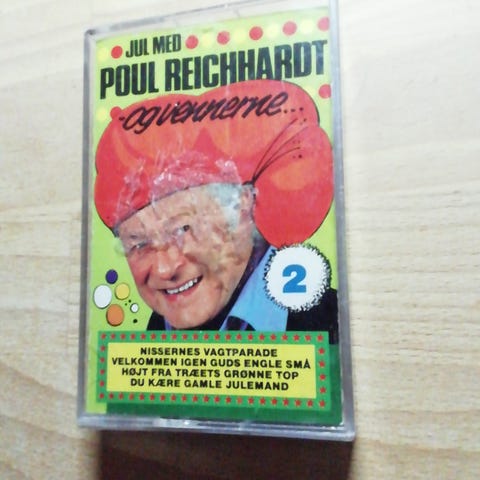 JUL MED
POUL REICHHARDT
-og vennerne...
2
NISSERNES VAGTPARADE
VELKOMMEN IGEN GUDS ENGLE SMÅ
HØJT FRA TRÆETS GRØNNE TOP
DU KÆRE GAMLE JULEMAND